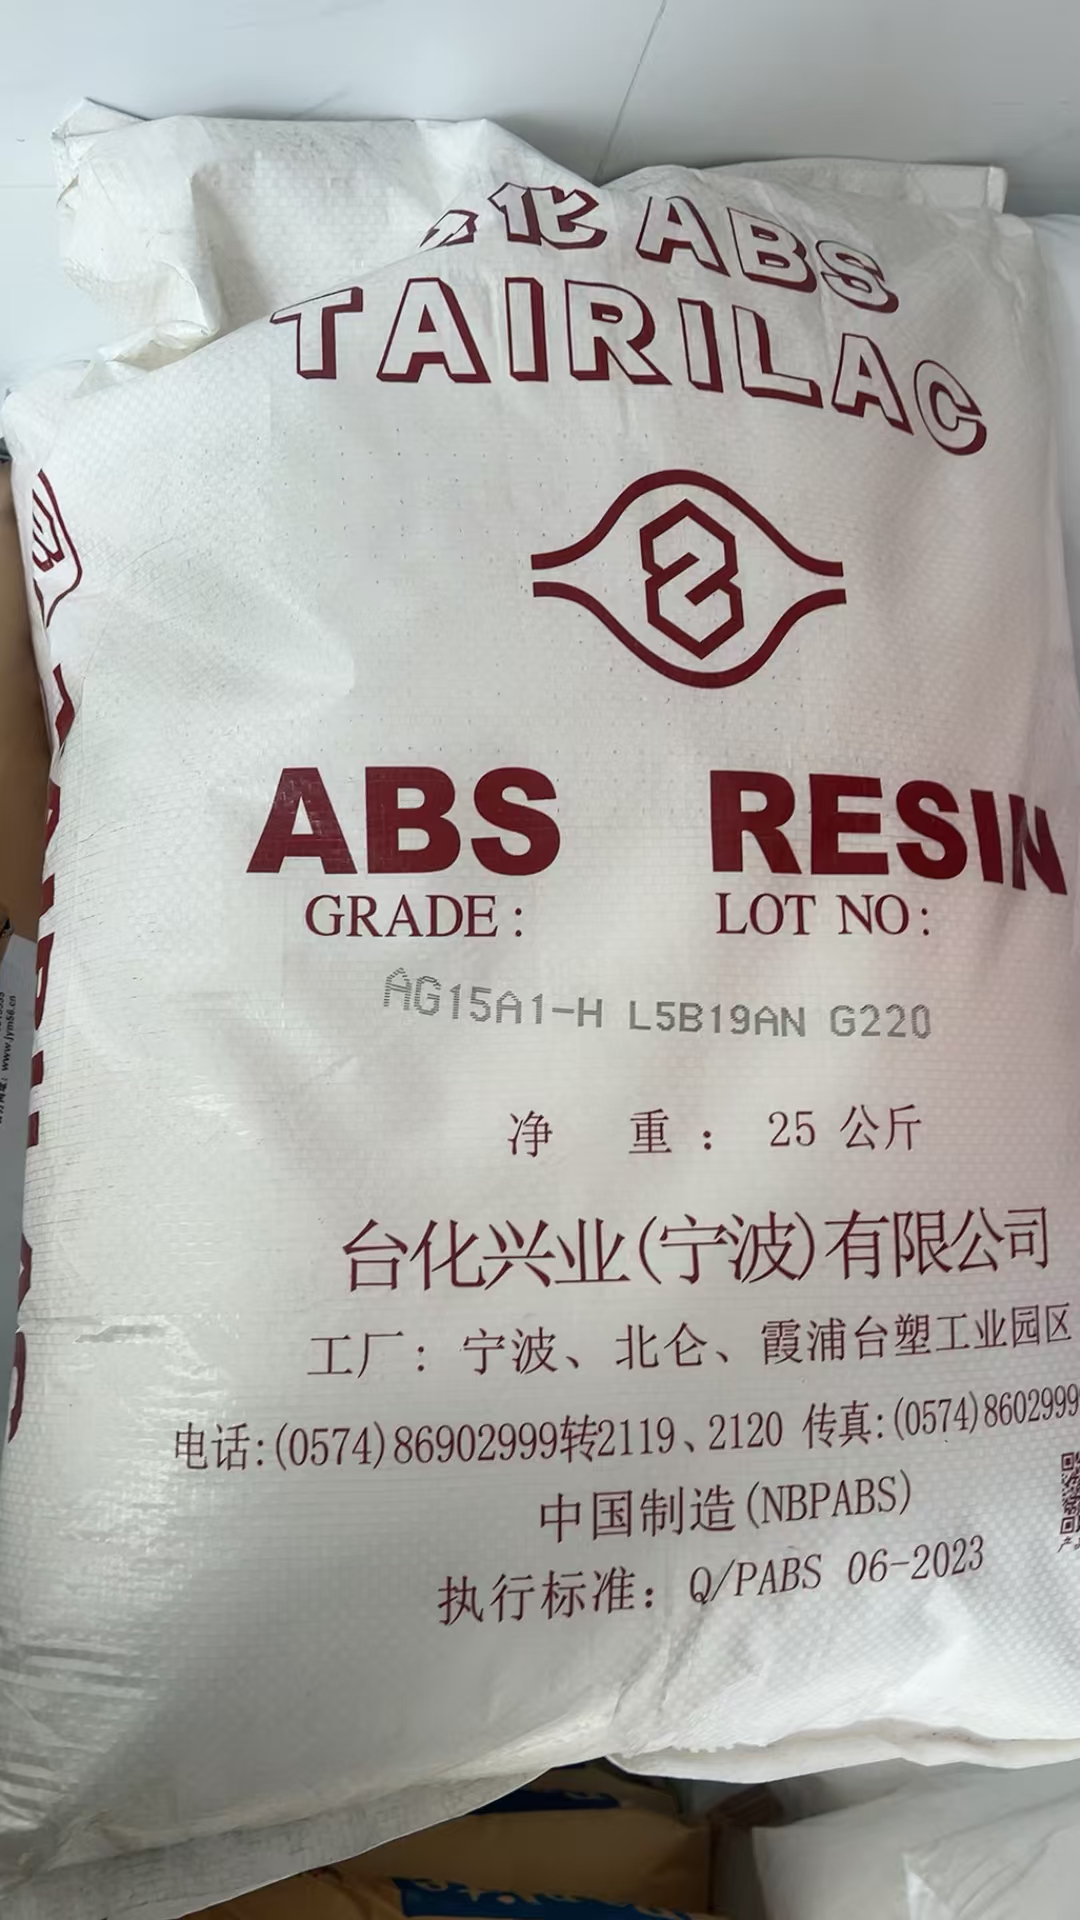 化 ABS
TAIRILAC
ABS RESIN
GRADE: LOT NO:
AG15A1-H L5B19AN G220
净 重: 25 公斤
台化兴业(宁波)有限公司
工厂: 宁波、北仑、霞浦台塑工业园区
电话:(0574)86902999转2119、2120 传真:(0574)8602999
中国制造(NBPABS)
执行标准: Q/PABS 06-2023
www.jym56.cn